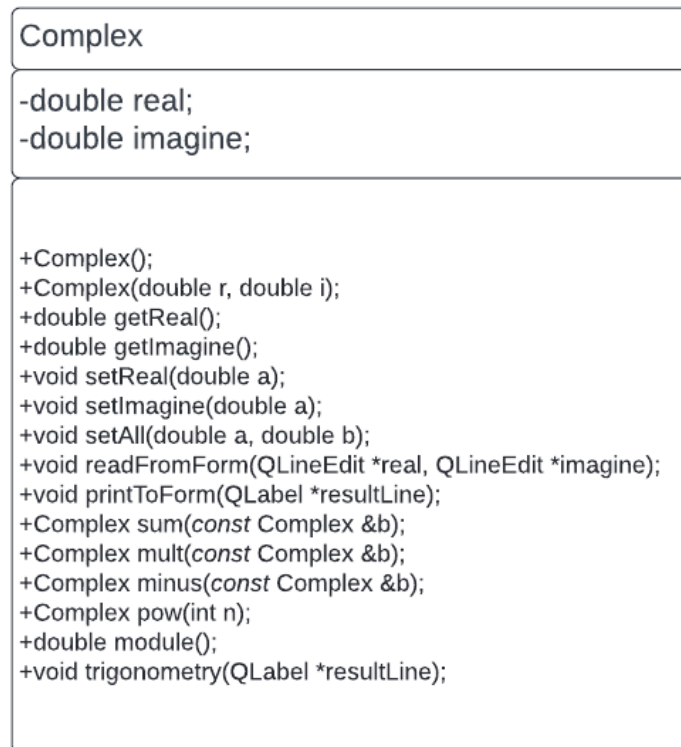 Complex
-double real;
-double imagine;
+Complex();
+Complex(double r, double i);
+double getReal();
+double getImagine();
+void setReal(double a);
+void setImagine(double a);
+void setAll(double a, double b);
+void readFromForm(QLineEdit *real, QLineEdit *imagine);
+void printToForm(QLabel *resultLine);
+Complex sum(const Complex &b);
+Complex mult(const Complex &b);
+Complex minus(const Complex &b);
+Complex pow(int n);
+double module();
+void trigonometry(QLabel *resultLine);